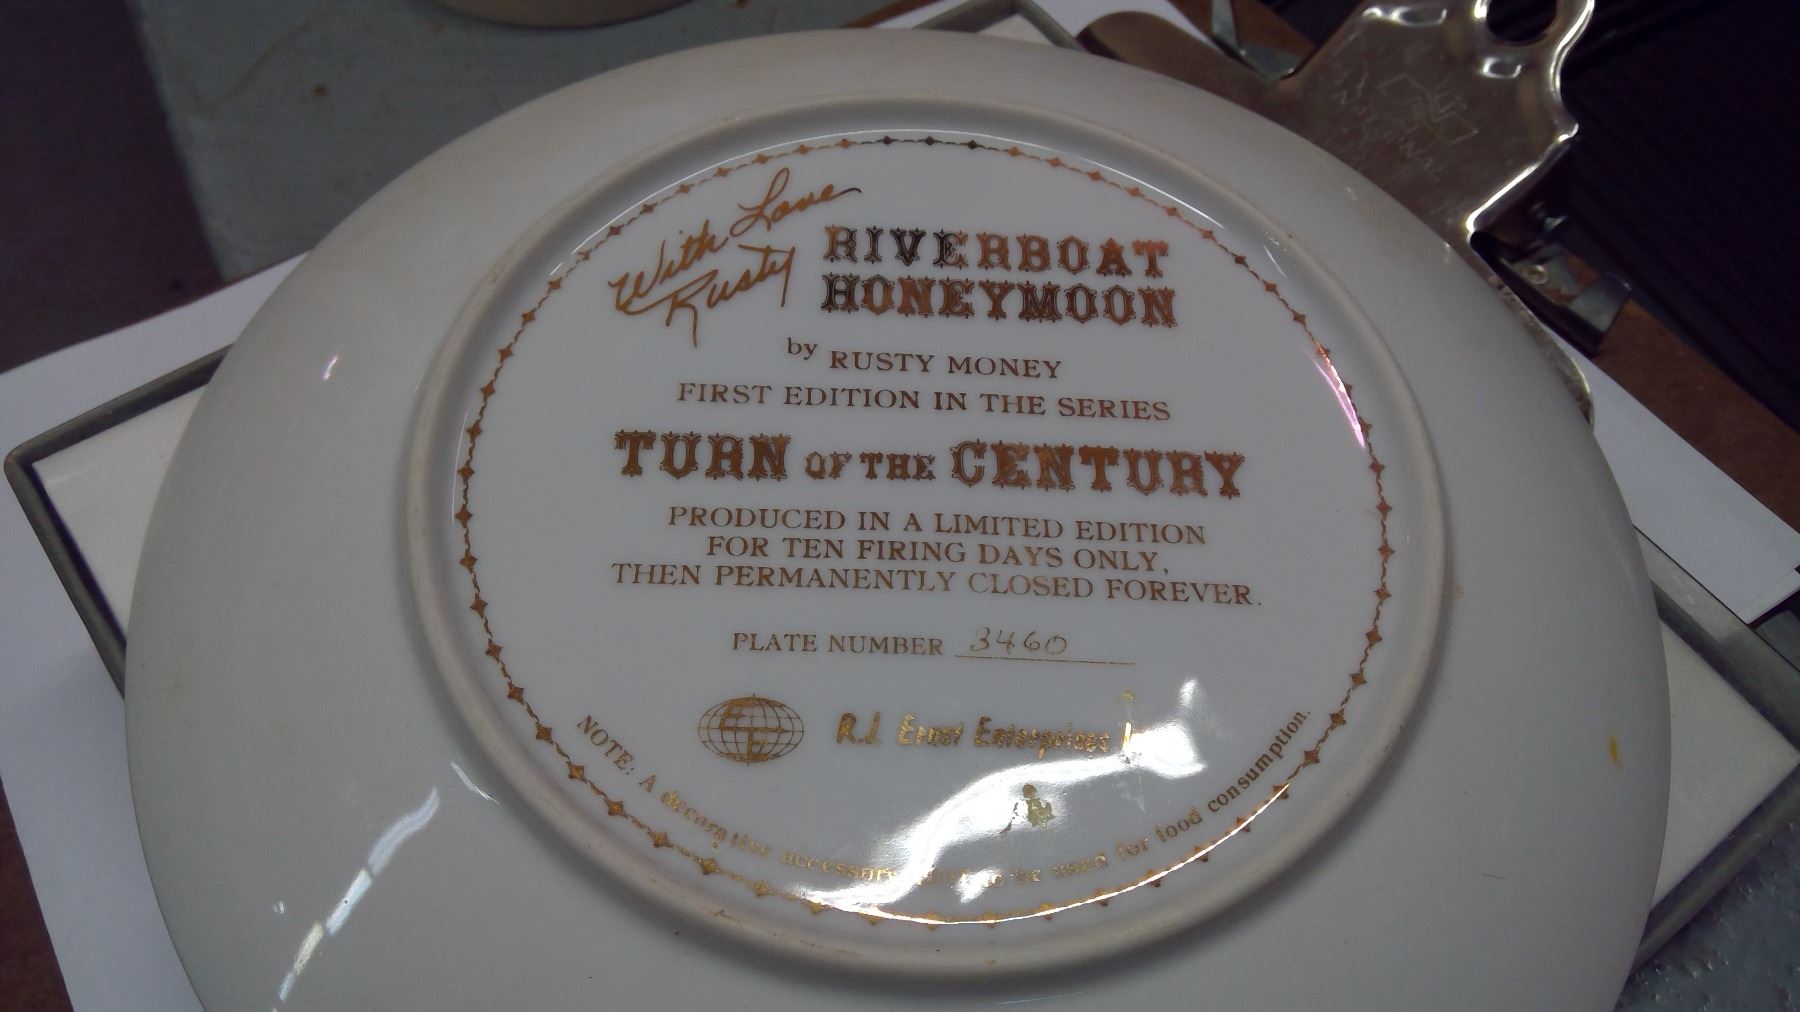 With Love
Rusty
RIVERBOAT
HONEYMOON
by RUSTY MONEY
FIRST EDITION IN THE SERIES
TURN OF THE CENTURY
PRODUCED IN A LIMITED EDITION
FOR TEN FIRING DAYS ONLY,
THEN PERMANENTLY CLOSED FOREVER.
PLATE NUMBER 3460
R.J. Ernst Enterprises
NOTE: A decorative accessory. to be used for food consumption.
NATIONAL